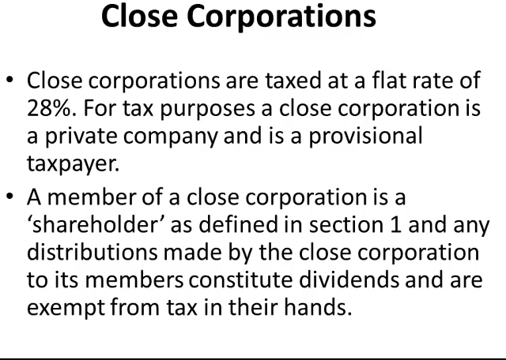 Close Corporations
• Close corporations are taxed at a flat rate of
28%. For tax purposes a close corporation is
a private company and is a provisional
taxpayer.
• A member of a close corporation is a
‘shareholder’ as defined in section 1 and any
distributions made by the close corporation
to its members constitute dividends and are
exempt from tax in their hands.